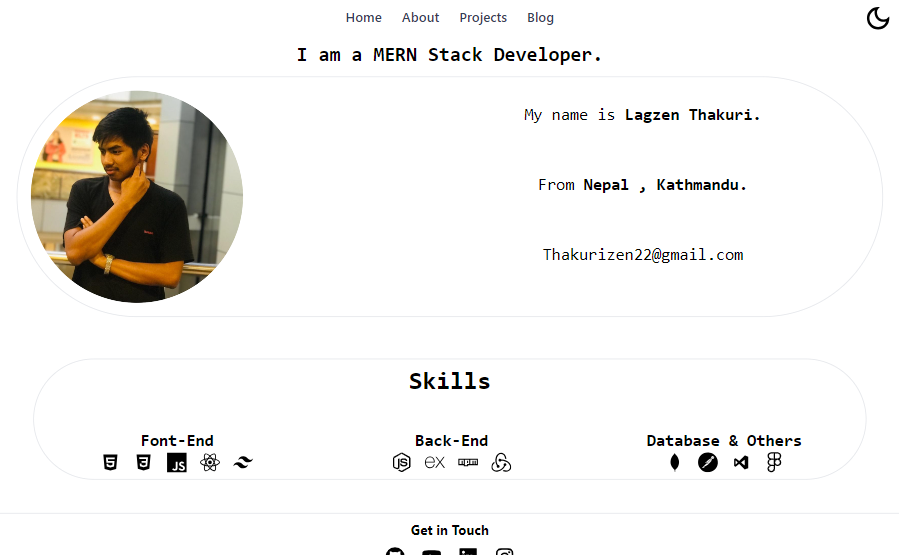 Home About Projects Blog
I am a MERN Stack Developer.
My name is Lagzen Thakuri.
From Nepal , Kathmandu.
Thakurizen22@gmail.com
Skills
Font-End Back-End Database & Others
JS JS ex npm
Get in Touch